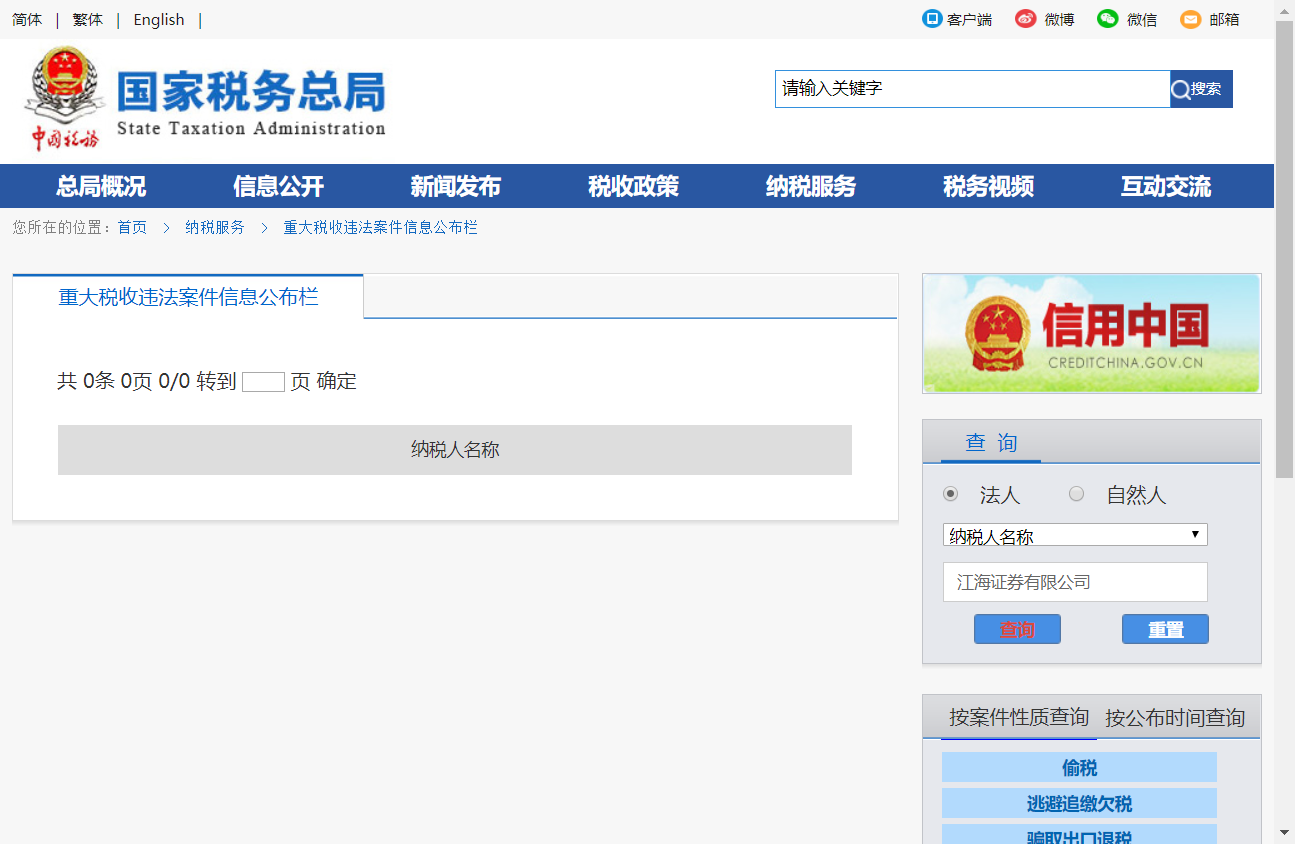 简体 | 繁体 | English |
客户端 微博 微信 邮箱
中国税务
国家税务总局
State Taxation Administration
请输入关键字
搜索
总局概况 信息公开 新闻发布 税收政策 纳税服务 税务视频 互动交流
您所在的位置：首页 > 纳税服务 > 重大税收违法案件信息公布栏
重大税收违法案件信息公布栏
共 0条 0页 0/0 转到 页 确定
纳税人名称
信用中国
CREDITCHINA.GOV.CN
查 询
法人 自然人
纳税人名称
江海证券有限公司
查询 重置
按案件性质查询 按公布时间查询
偷税
逃避追缴欠税
骗取出口退税